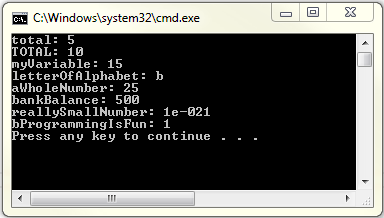 C:\Windows\system32\cmd.exe
total: 5
TOTAL: 10
myVariable: 15
letterOfAlphabet: b
aWholeNumber: 25
bankBalance: 500
reallySmallNumber: 1e-021
bProgrammingIsFun: 1
Press any key to continue . . .